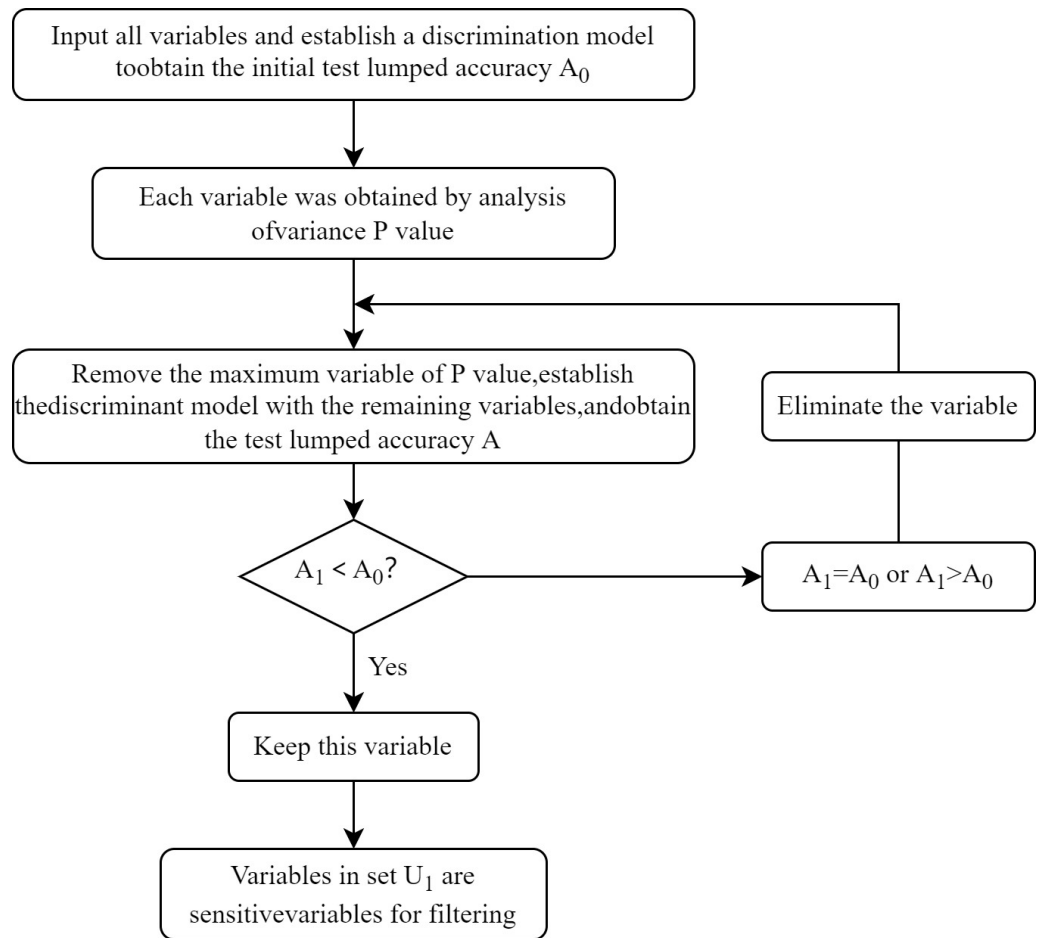 Input all variables and establish a discrimination model
toobtain the initial test lumped accuracy A₀
Each variable was obtained by analysis
ofvariance P value
Remove the maximum variable of P value,establish
thediscriminant model with the remaining variables,andobtain
the test lumped accuracy A
Eliminate the variable
A₁ < A₀?
A₁=A₀ or A₁>A₀
Yes
Keep this variable
Variables in set U₁ are
sensitivevariables for filtering